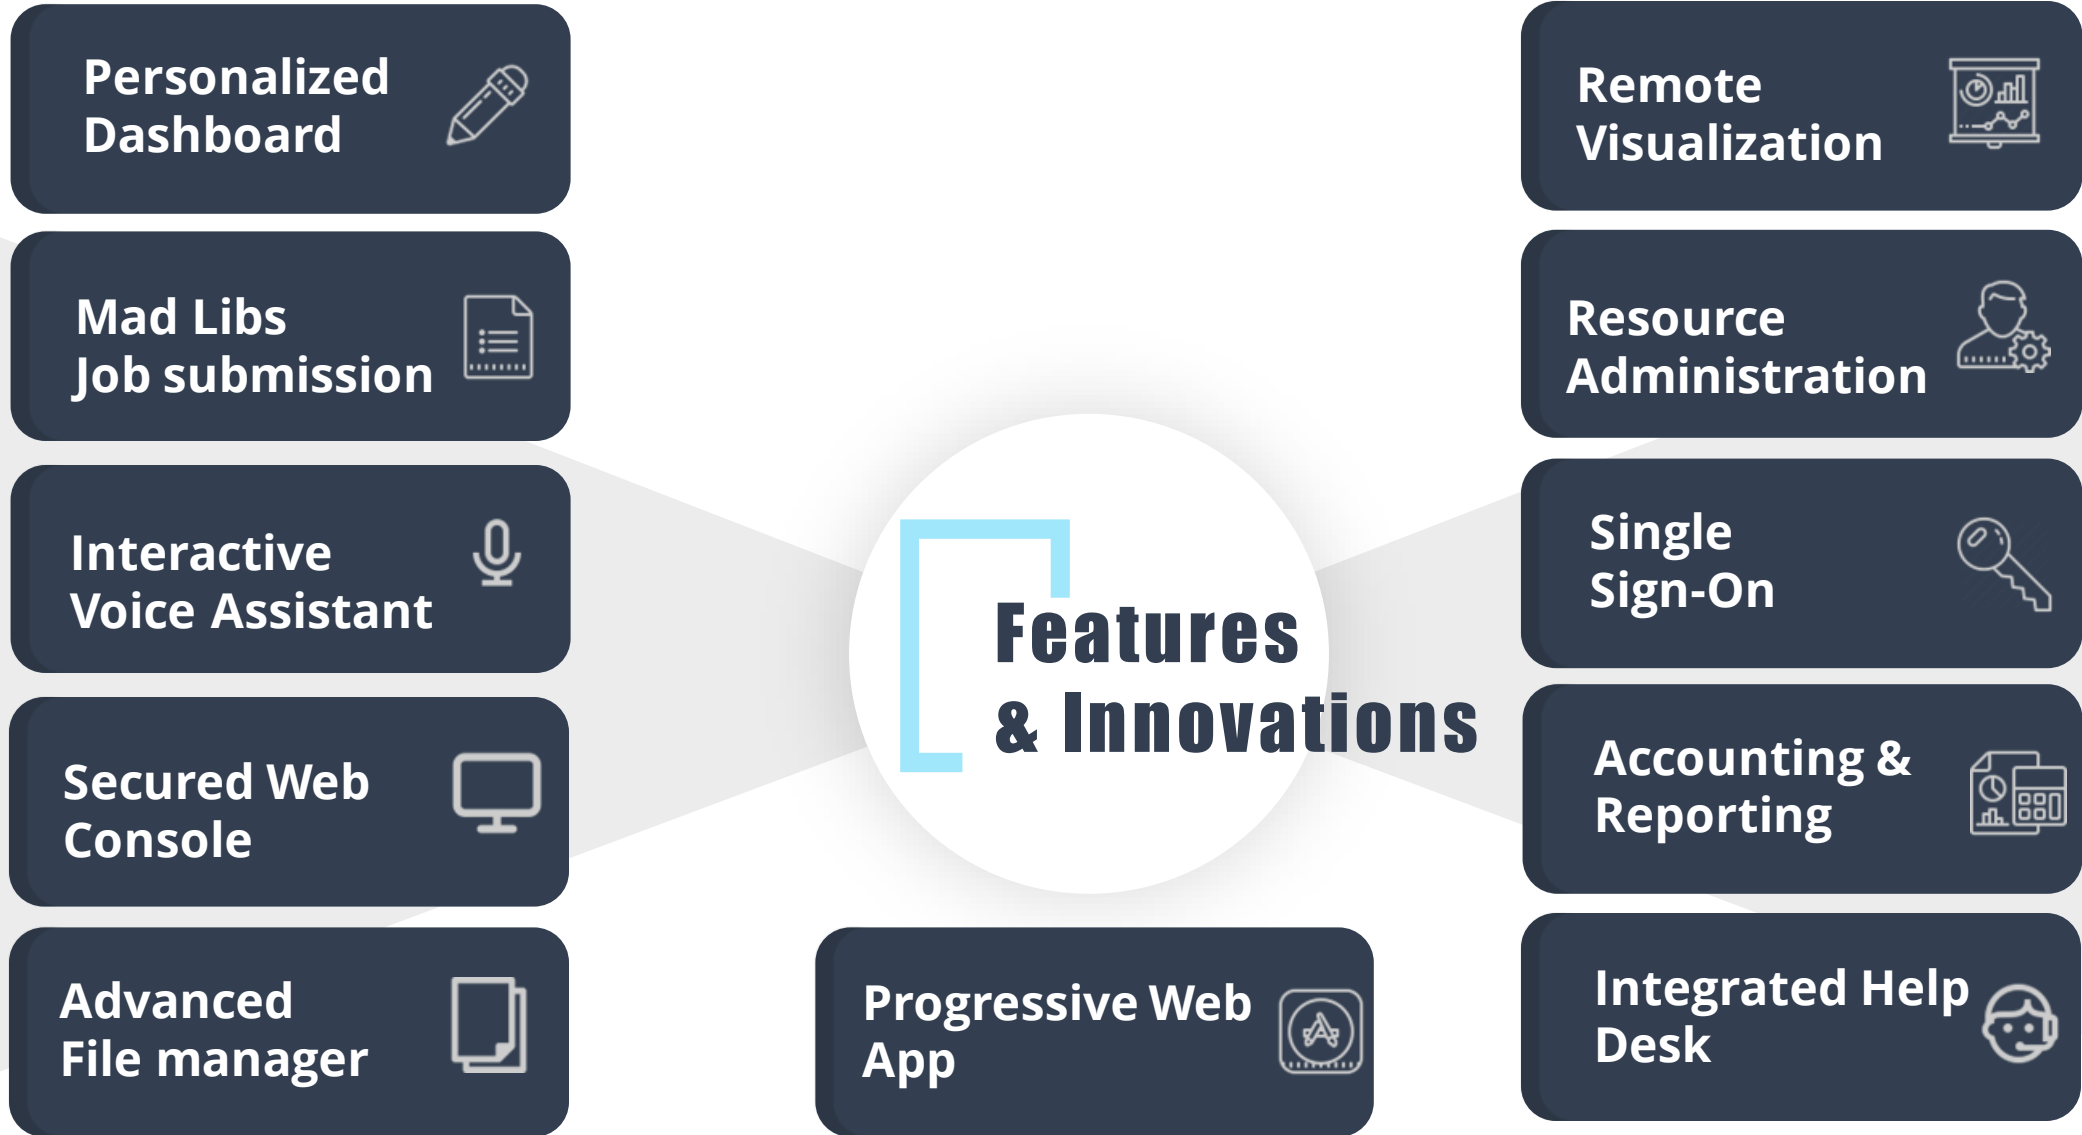 Personalized
Dashboard
Mad Libs
Job submission
Interactive
Voice Assistant
Secured Web
Console
Advanced
File manager
Features
& Innovations
Progressive Web
App
Remote
Visualization
Resource
Administration
Single
Sign-On
Accounting &
Reporting
Integrated Help
Desk